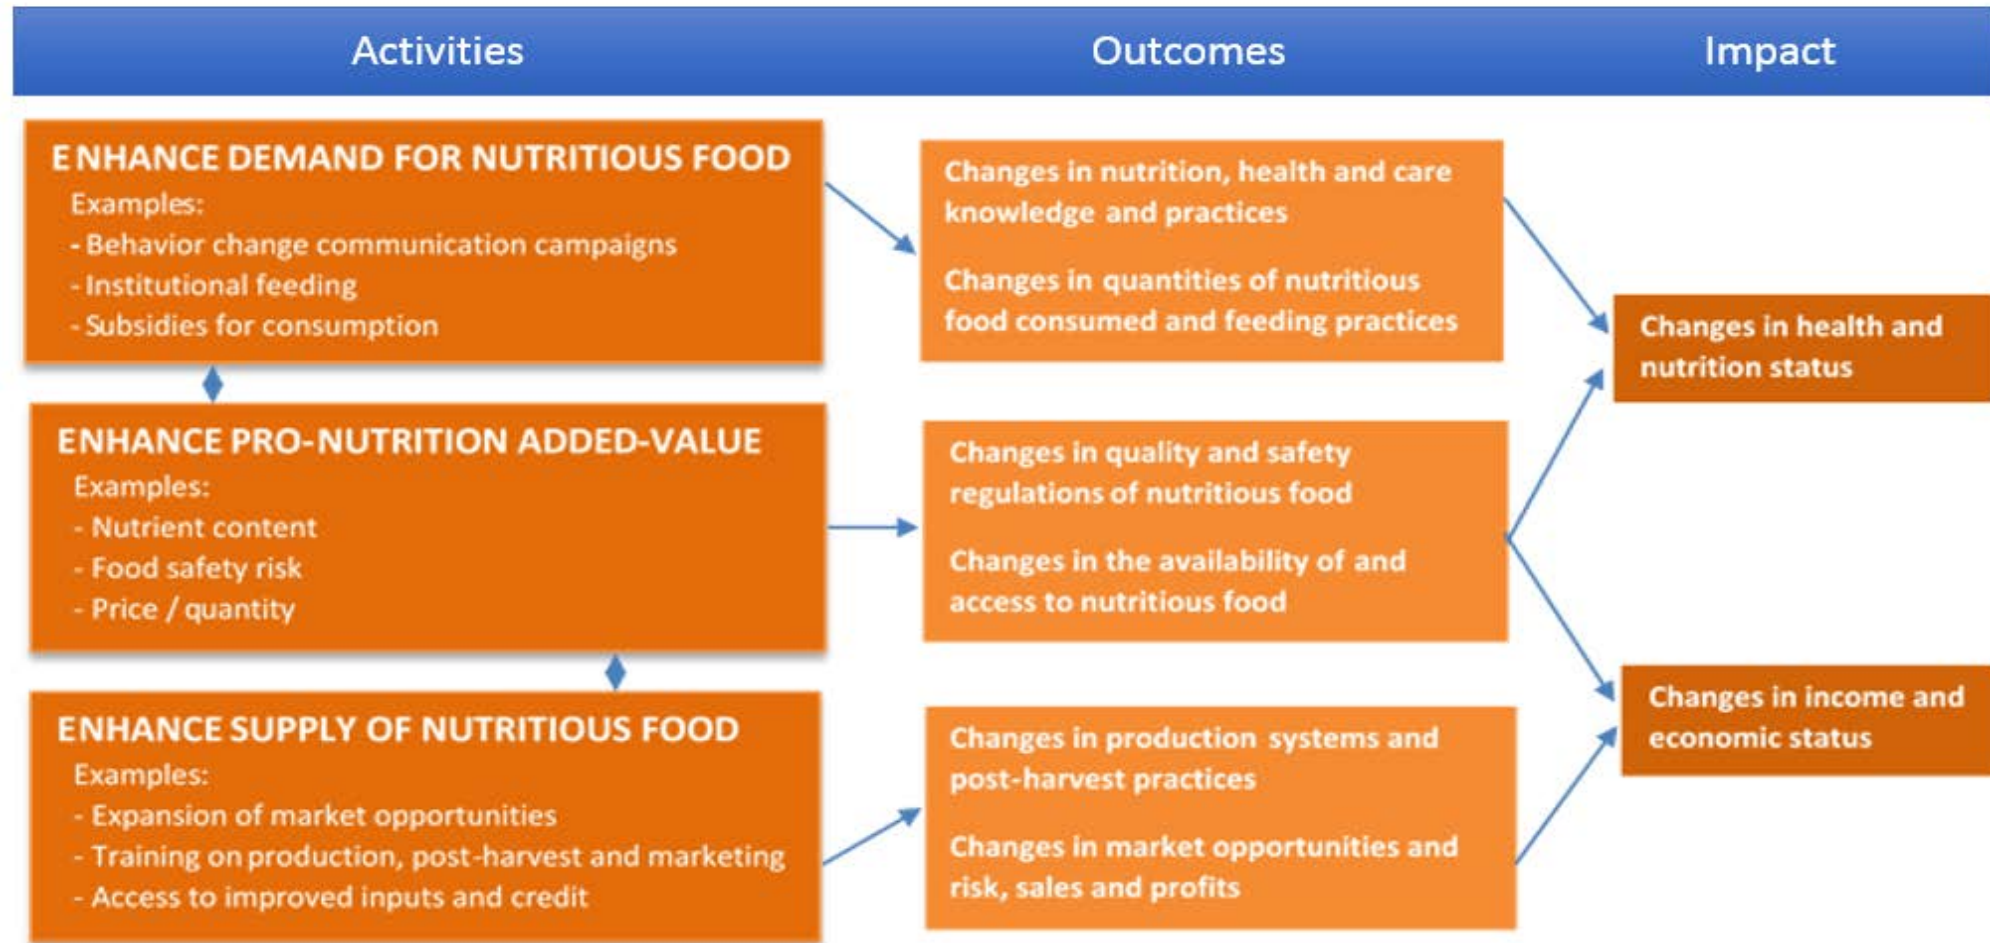 Activities
Outcomes
Impact
ENHANCE DEMAND FOR NUTRITIOUS FOOD
Examples:
- Behavior change communication campaigns
- Institutional feeding
- Subsidies for consumption
Changes in nutrition, health and care
knowledge and practices
Changes in quantities of nutritious
food consumed and feeding practices
Changes in health and
nutrition status
ENHANCE PRO-NUTRITION ADDED-VALUE
Examples:
- Nutrient content
- Food safety risk
- Price / quantity
Changes in quality and safety
regulations of nutritious food
Changes in the availability of and
access to nutritious food
Changes in income and
economic status
ENHANCE SUPPLY OF NUTRITIOUS FOOD
Examples:
- Expansion of market opportunities
- Training on production, post-harvest and marketing
- Access to improved inputs and credit
Changes in production systems and
post-harvest practices
Changes in market opportunities and
risk, sales and profits